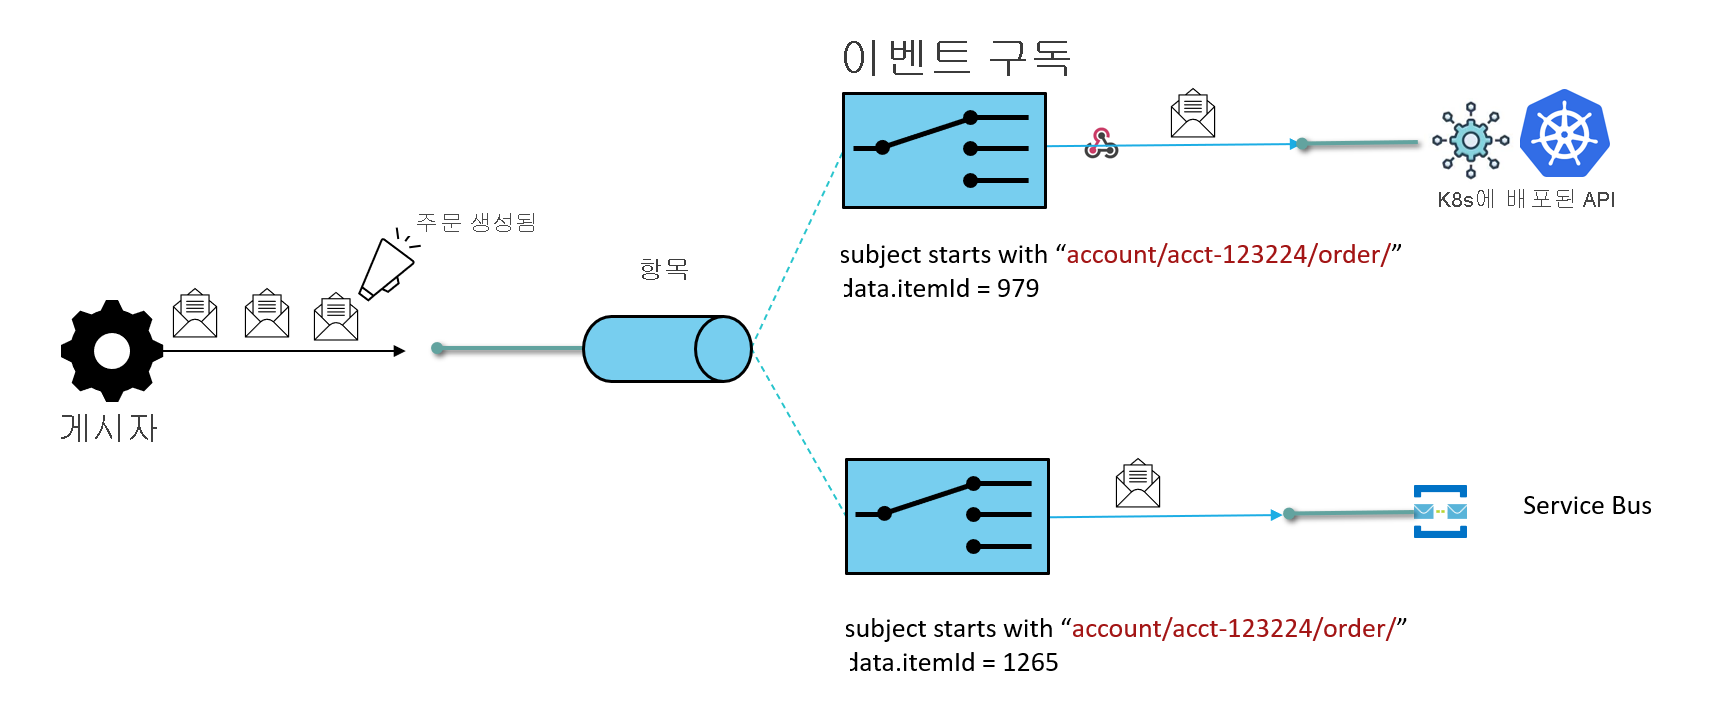 이벤트 구독
K8s에 배포된 API
주문 생성됨
subject starts with “account/acct-123224/order/”
data.itemId = 979
항목
게시자
Service Bus
subject starts with “account/acct-123224/order/”
data.itemId = 1265